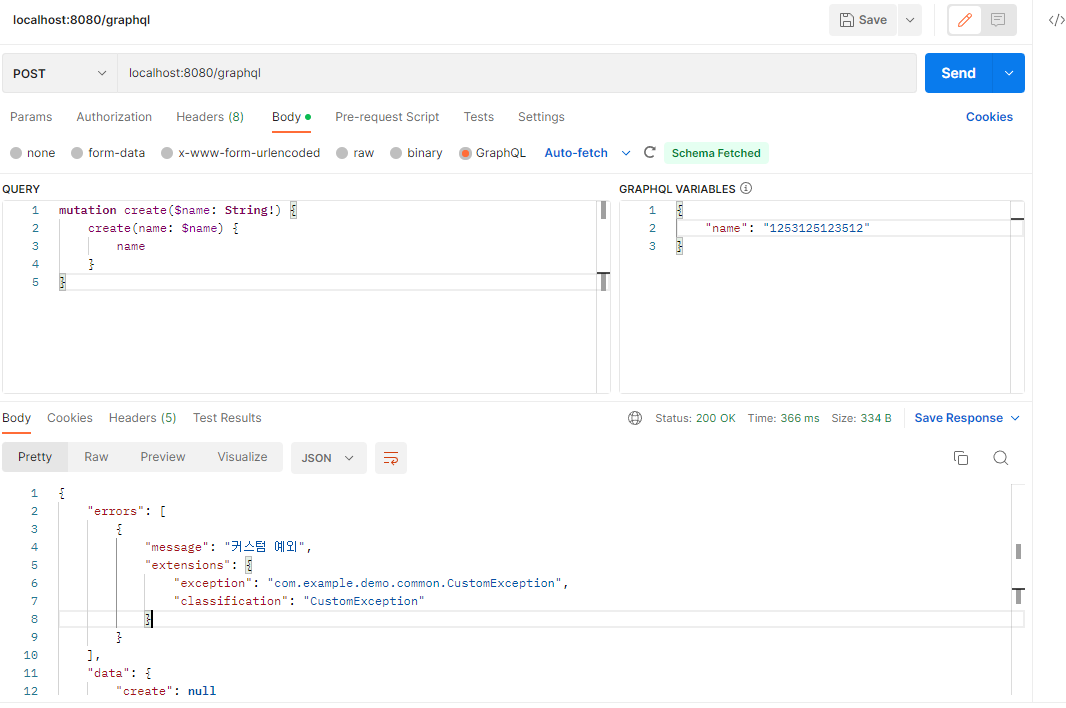 localhost:8080/graphql
Save
</>
POST
localhost:8080/graphql
Send
Params
Authorization
Headers (8)
Body
Pre-request Script
Tests
Settings
Cookies
none
form-data
x-www-form-urlencoded
raw
binary
GraphQL
Auto-fetch
Schema Fetched
QUERY
1 mutation create($name: String!) {
2 create(name: $name) {
3 name
4 }
5 }
GRAPHQL VARIABLES
1 {
2 "name": "1253125123512"
3 }
Body
Cookies
Headers (5)
Test Results
Status: 200 OK
Time: 366 ms
Size: 334 B
Save Response
Pretty
Raw
Preview
Visualize
JSON
1 {
2 "errors": [
3 {
4 "message": "커스텀 예외",
5 "extensions": {
6 "exception": "com.example.demo.common.CustomException",
7 "classification": "CustomException"
8 }
9 }
10 ],
11 "data": {
12 "create": null